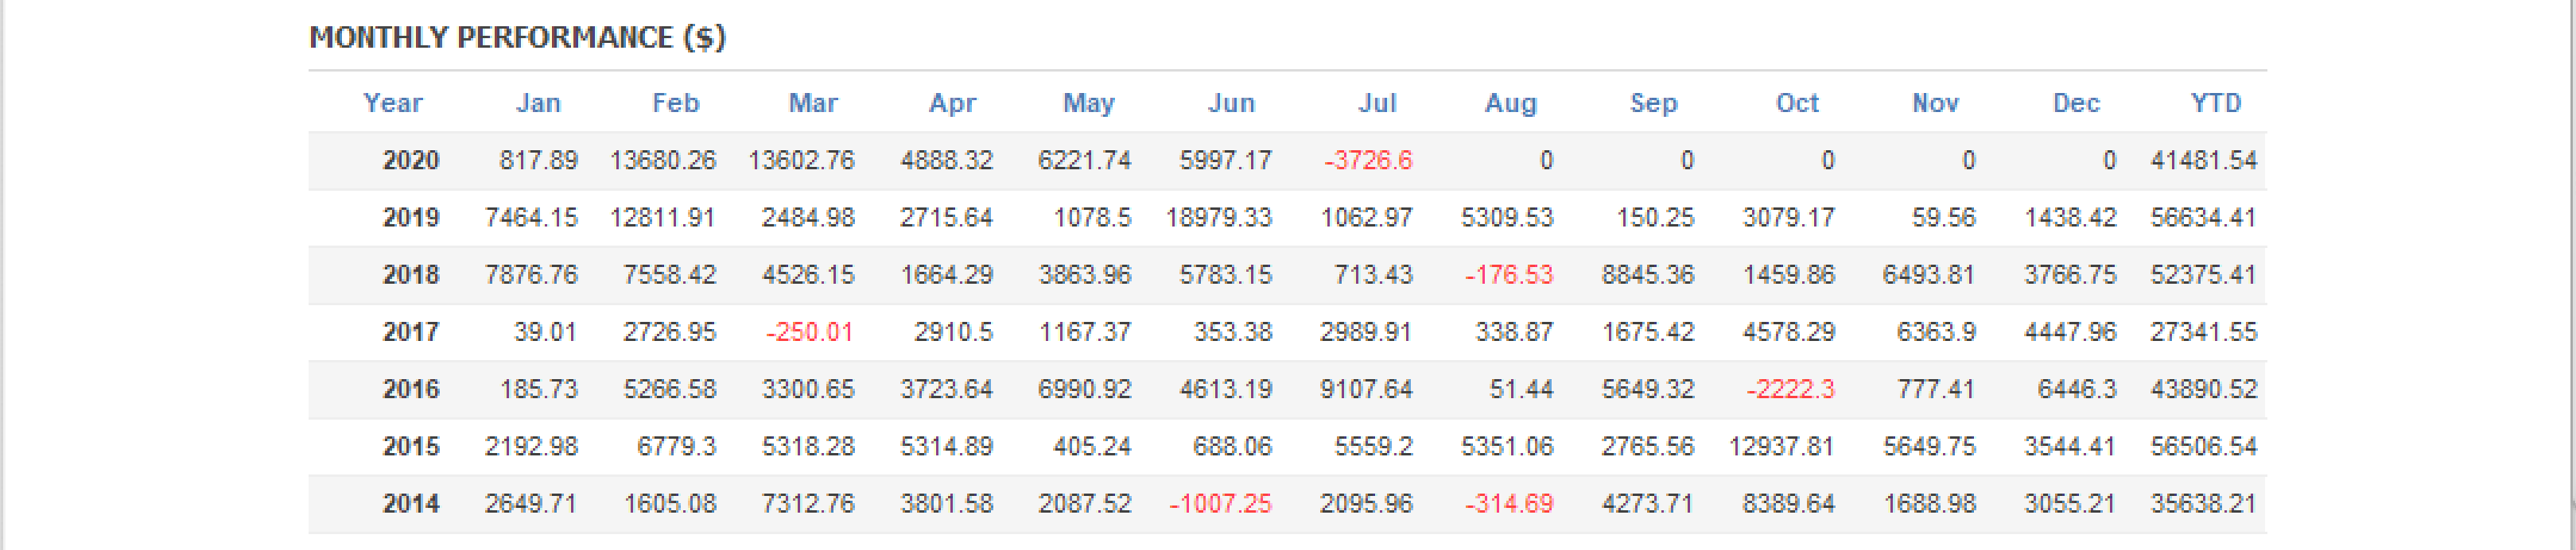 MONTHLY PERFORMANCE ($)
Year Jan Feb Mar Apr May Jun Jul Aug Sep Oct Nov Dec YTD
2020 817.89 13680.26 13602.76 4888.32 6221.74 5997.17 -3726.6 0 0 0 0 0 41481.54
2019 7464.15 12811.91 2484.98 2715.64 1078.5 18979.33 1062.97 5309.53 150.25 3079.17 59.56 1438.42 56634.41
2018 7876.76 7558.42 4526.15 1664.29 3863.96 5783.15 713.43 -176.53 8845.36 1459.86 6493.81 3766.75 52375.41
2017 39.01 2726.95 -250.01 2910.5 1167.37 353.38 2989.91 338.87 1675.42 4578.29 6363.9 4447.96 27341.55
2016 185.73 5266.58 3300.65 3723.64 6990.92 4613.19 9107.64 51.44 5649.32 -2222.3 777.41 6446.3 43890.52
2015 2192.98 6779.3 5318.28 5314.89 405.24 688.06 5559.2 5351.06 2765.56 12937.81 5649.75 3544.41 56506.54
2014 2649.71 1605.08 7312.76 3801.58 2087.52 -1007.25 2095.96 -314.69 4273.71 8389.64 1688.98 3055.21 35638.21